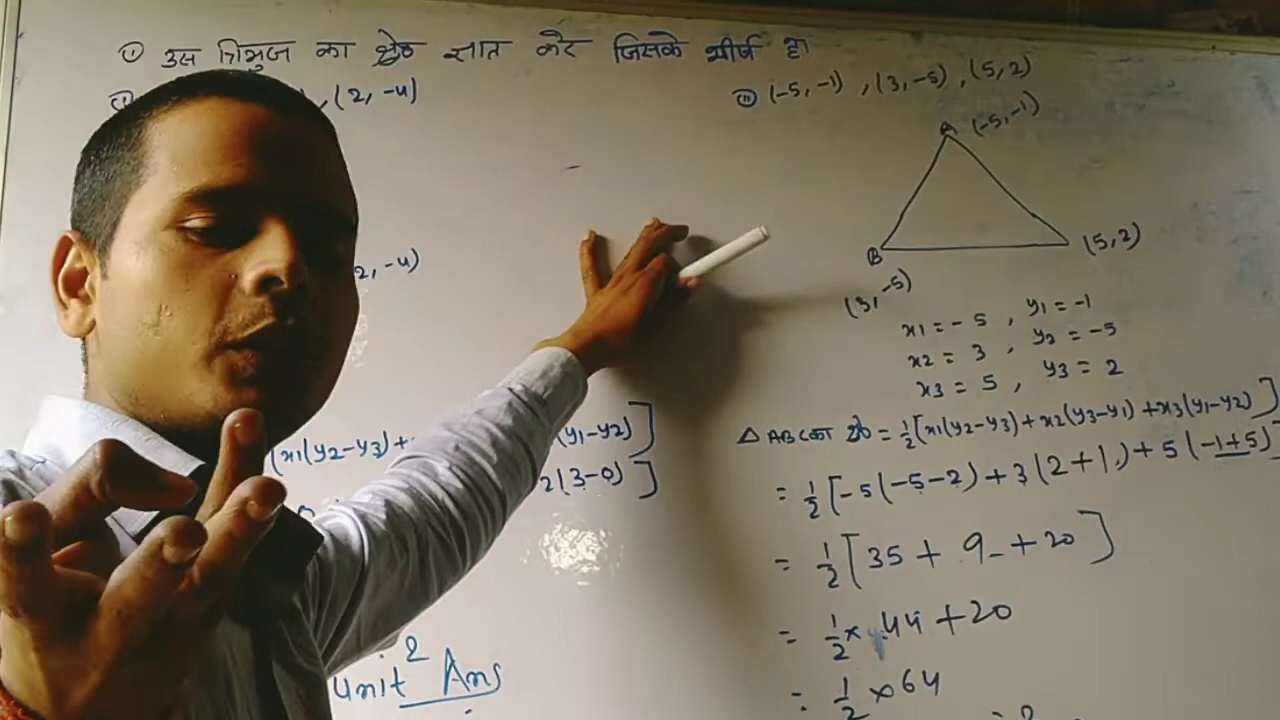 ① उस त्रिभुज का क्षे० ज्ञात करे जिसके शीर्ष हो
, (2, -4)
2, -4)
(x1(y2-y3)+
(y1-y2)]
2(3-0)]
unit² Ans
② (-5,-1) , (3,-5) , (5,2)
A (-5,-1)
B
(3,-5)
(5,2)
x1 = -5 , y1 = -1
x2 = 3 , y2 = -5
x3 = 5 , y3 = 2
△ABC का क्षे० = 1/2[x1(y2-y3)+x2(y3-y1)+x3(y1-y2)]
= 1/2[-5(-5-2)+3(2+1)+5(-1+5)]
= 1/2[35 + 9 + 20]
= 1/2 × 44 + 20
= 1/2 × 64